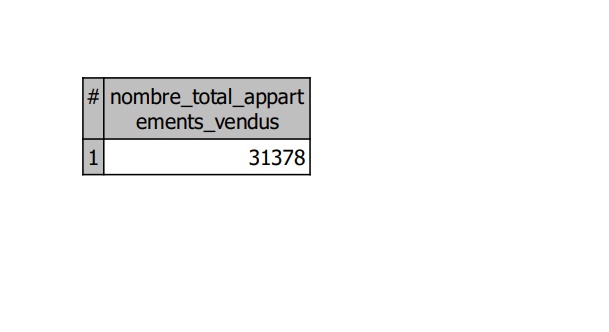 # nombre_total_appart
ements_vendus
1 31378